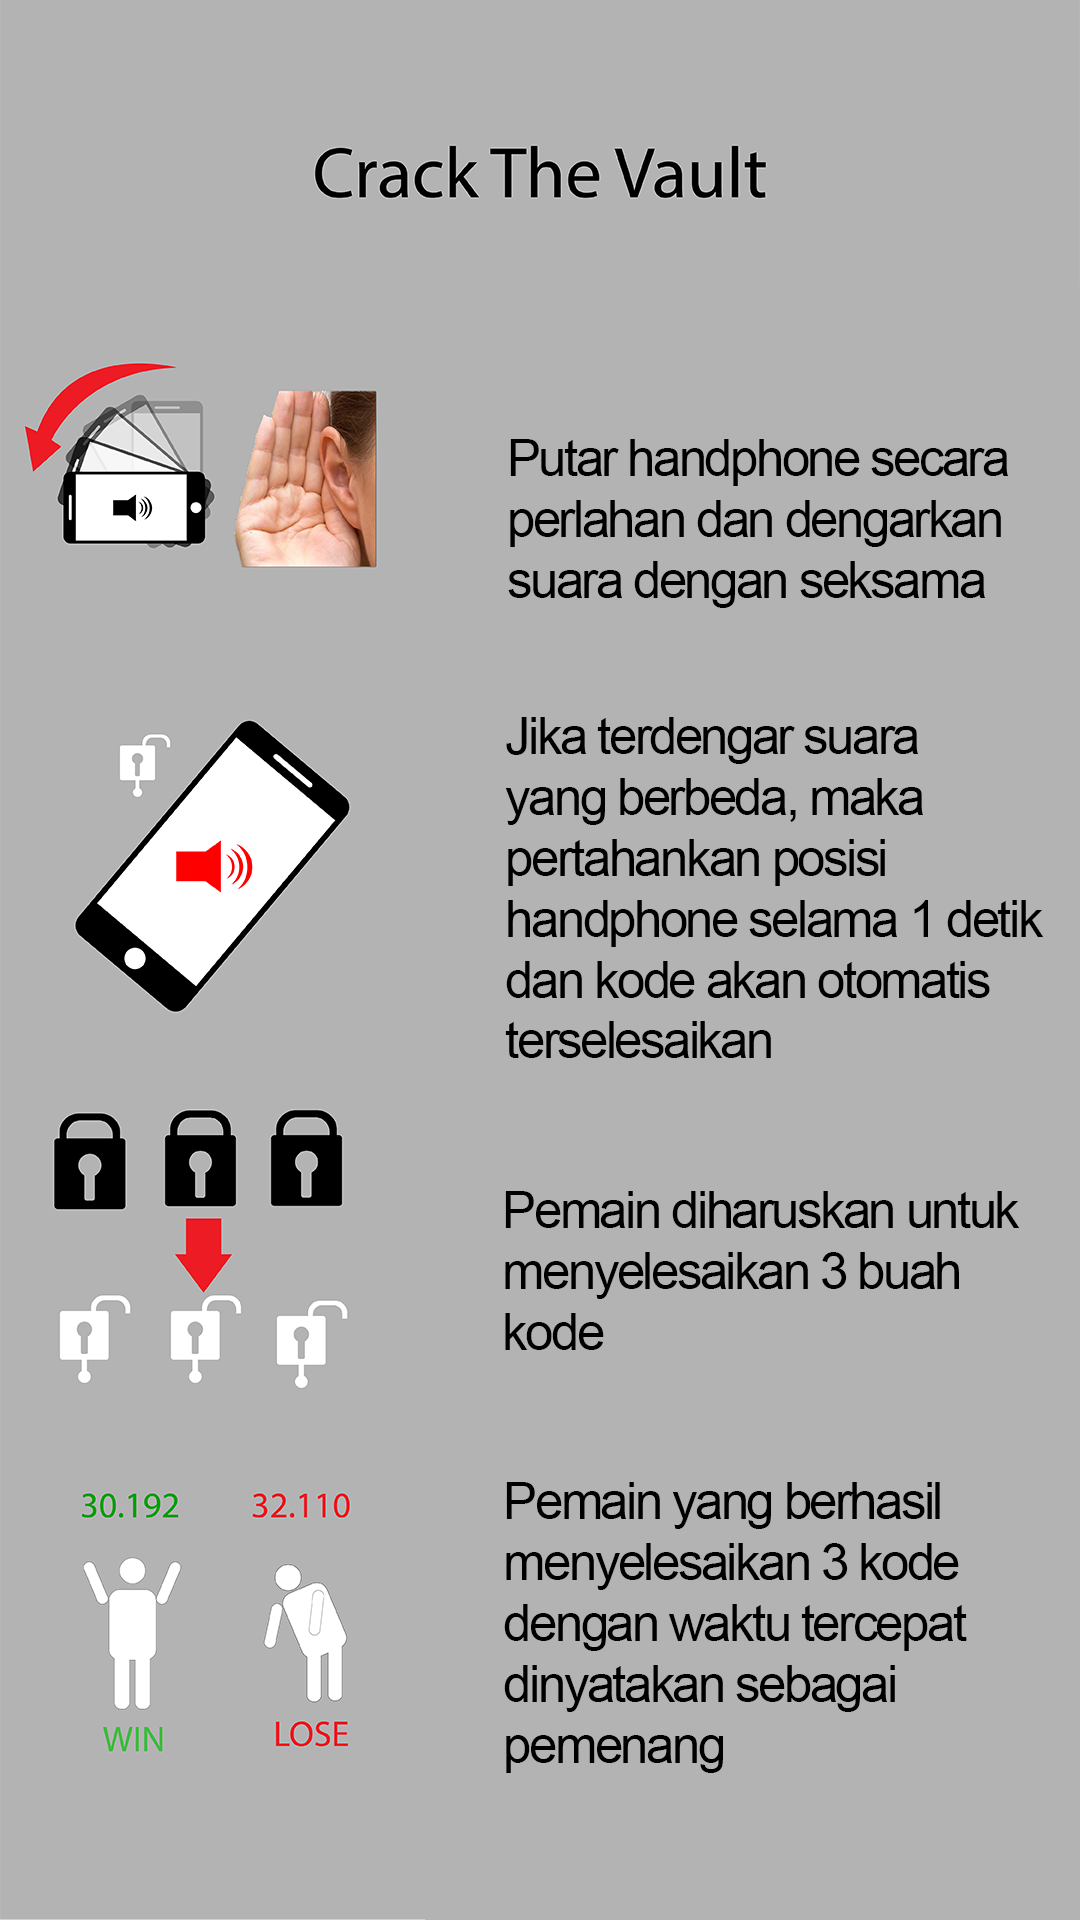 Crack The Vault
Putar handphone secara
perlahan dan dengarkan
suara dengan seksama
Jika terdengar suara
yang berbeda, maka
pertahankan posisi
handphone selama 1 detik
dan kode akan otomatis
terselesaikan
Pemain diharuskan untuk
menyelesaikan 3 buah
kode
30.192
32.110
WIN
LOSE
Pemain yang berhasil
menyelesaikan 3 kode
dengan waktu tercepat
dinyatakan sebagai
pemenang